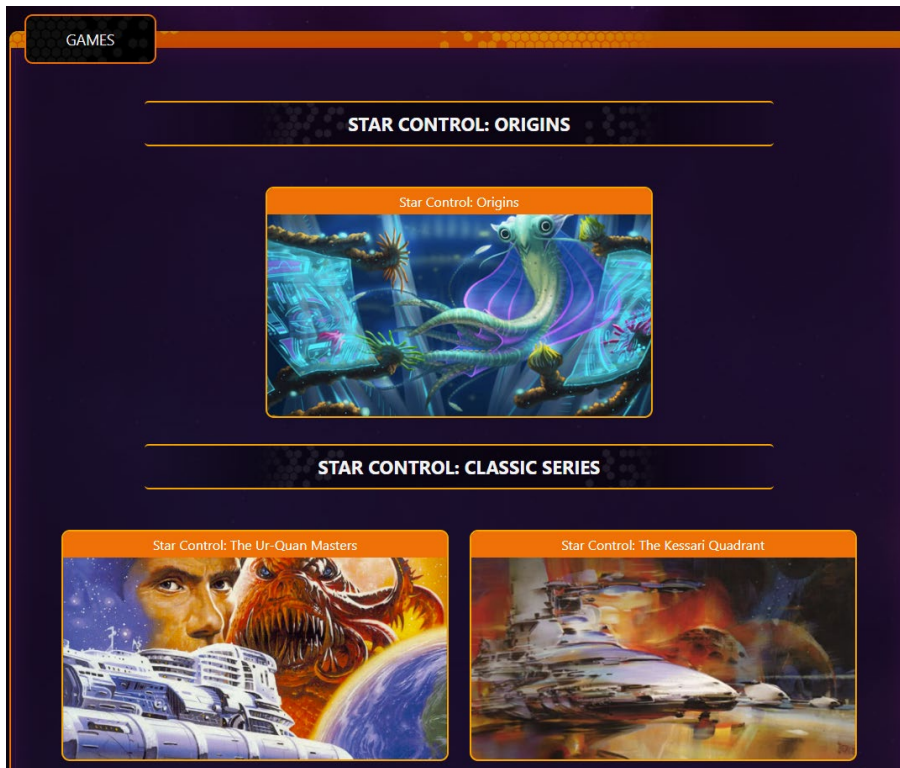 GAMES
STAR CONTROL: ORIGINS
Star Control: Origins
STAR CONTROL: CLASSIC SERIES
Star Control: The Ur-Quan Masters
Star Control: The Kessari Quadrant